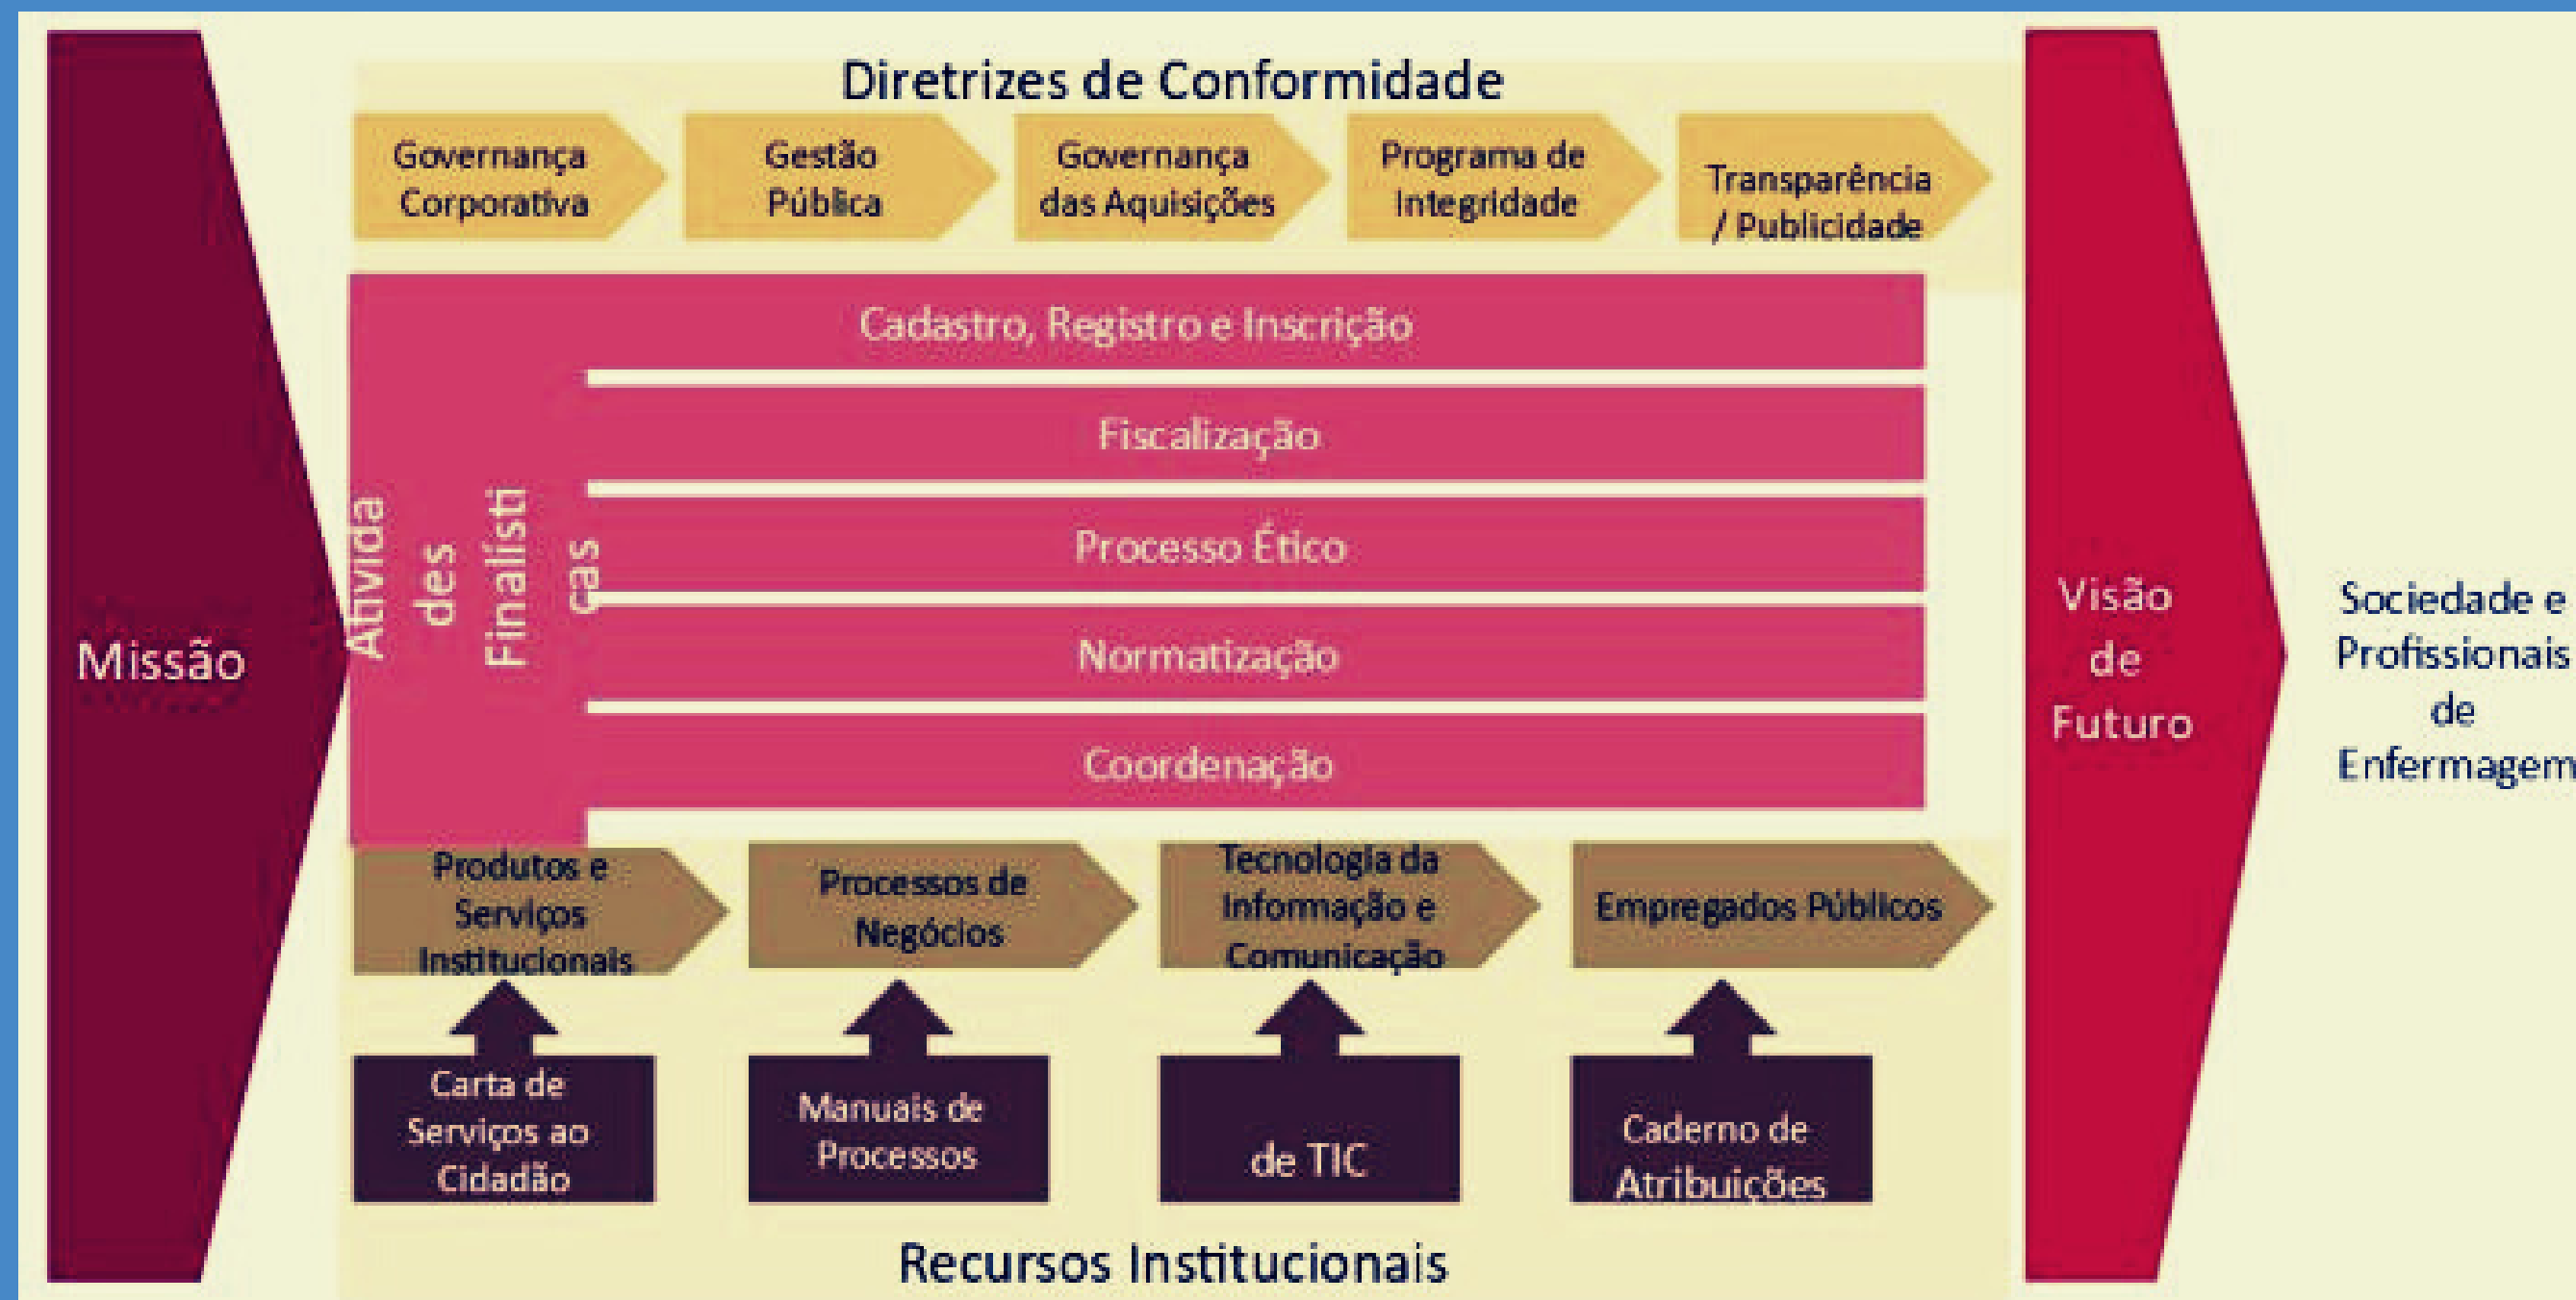 Diretrizes de Conformidade
Governança
Corporativa
Gestão
Pública
Governança
das Aquisições
Programa de
Integridade
Transparência
/ Publicidade
Missão
Ativida
des
Finalísti
cas
Cadastro, Registro e Inscrição
Fiscalização
Processo Ético
Normatização
Coordenação
Visão
de
Futuro
Sociedade e
Profissionais
de
Enfermagem
Produtos e
Serviços
Institucionais
Processos de
Negócios
Tecnologia da
Informação e
Comunicação
Empregados Públicos
Carta de
Serviços ao
Cidadão
Manuais de
Processos
de TIC
Caderno de
Atribuições
Recursos Institucionais